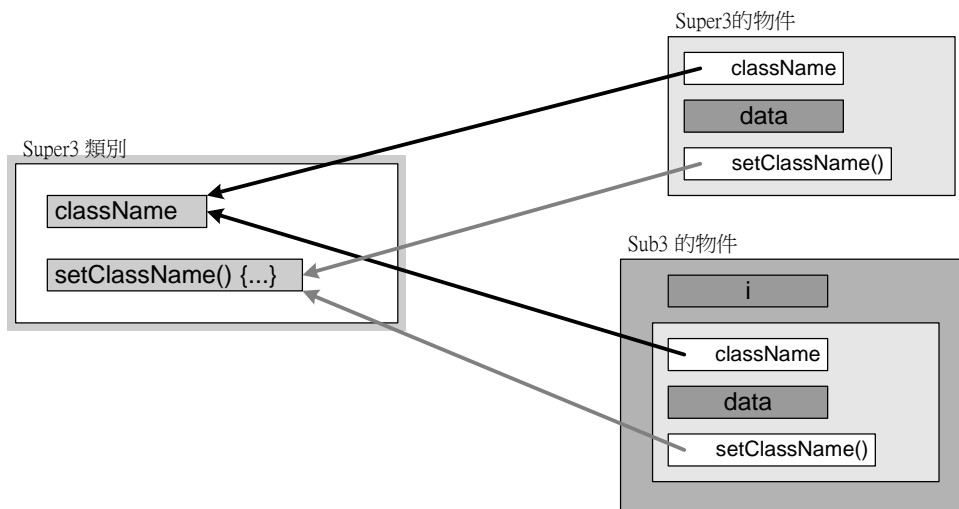 Super3的物件
className
data
setClassName()
Super3 類別
className
setClassName() {...}
Sub3 的物件
i
className
data
setClassName()